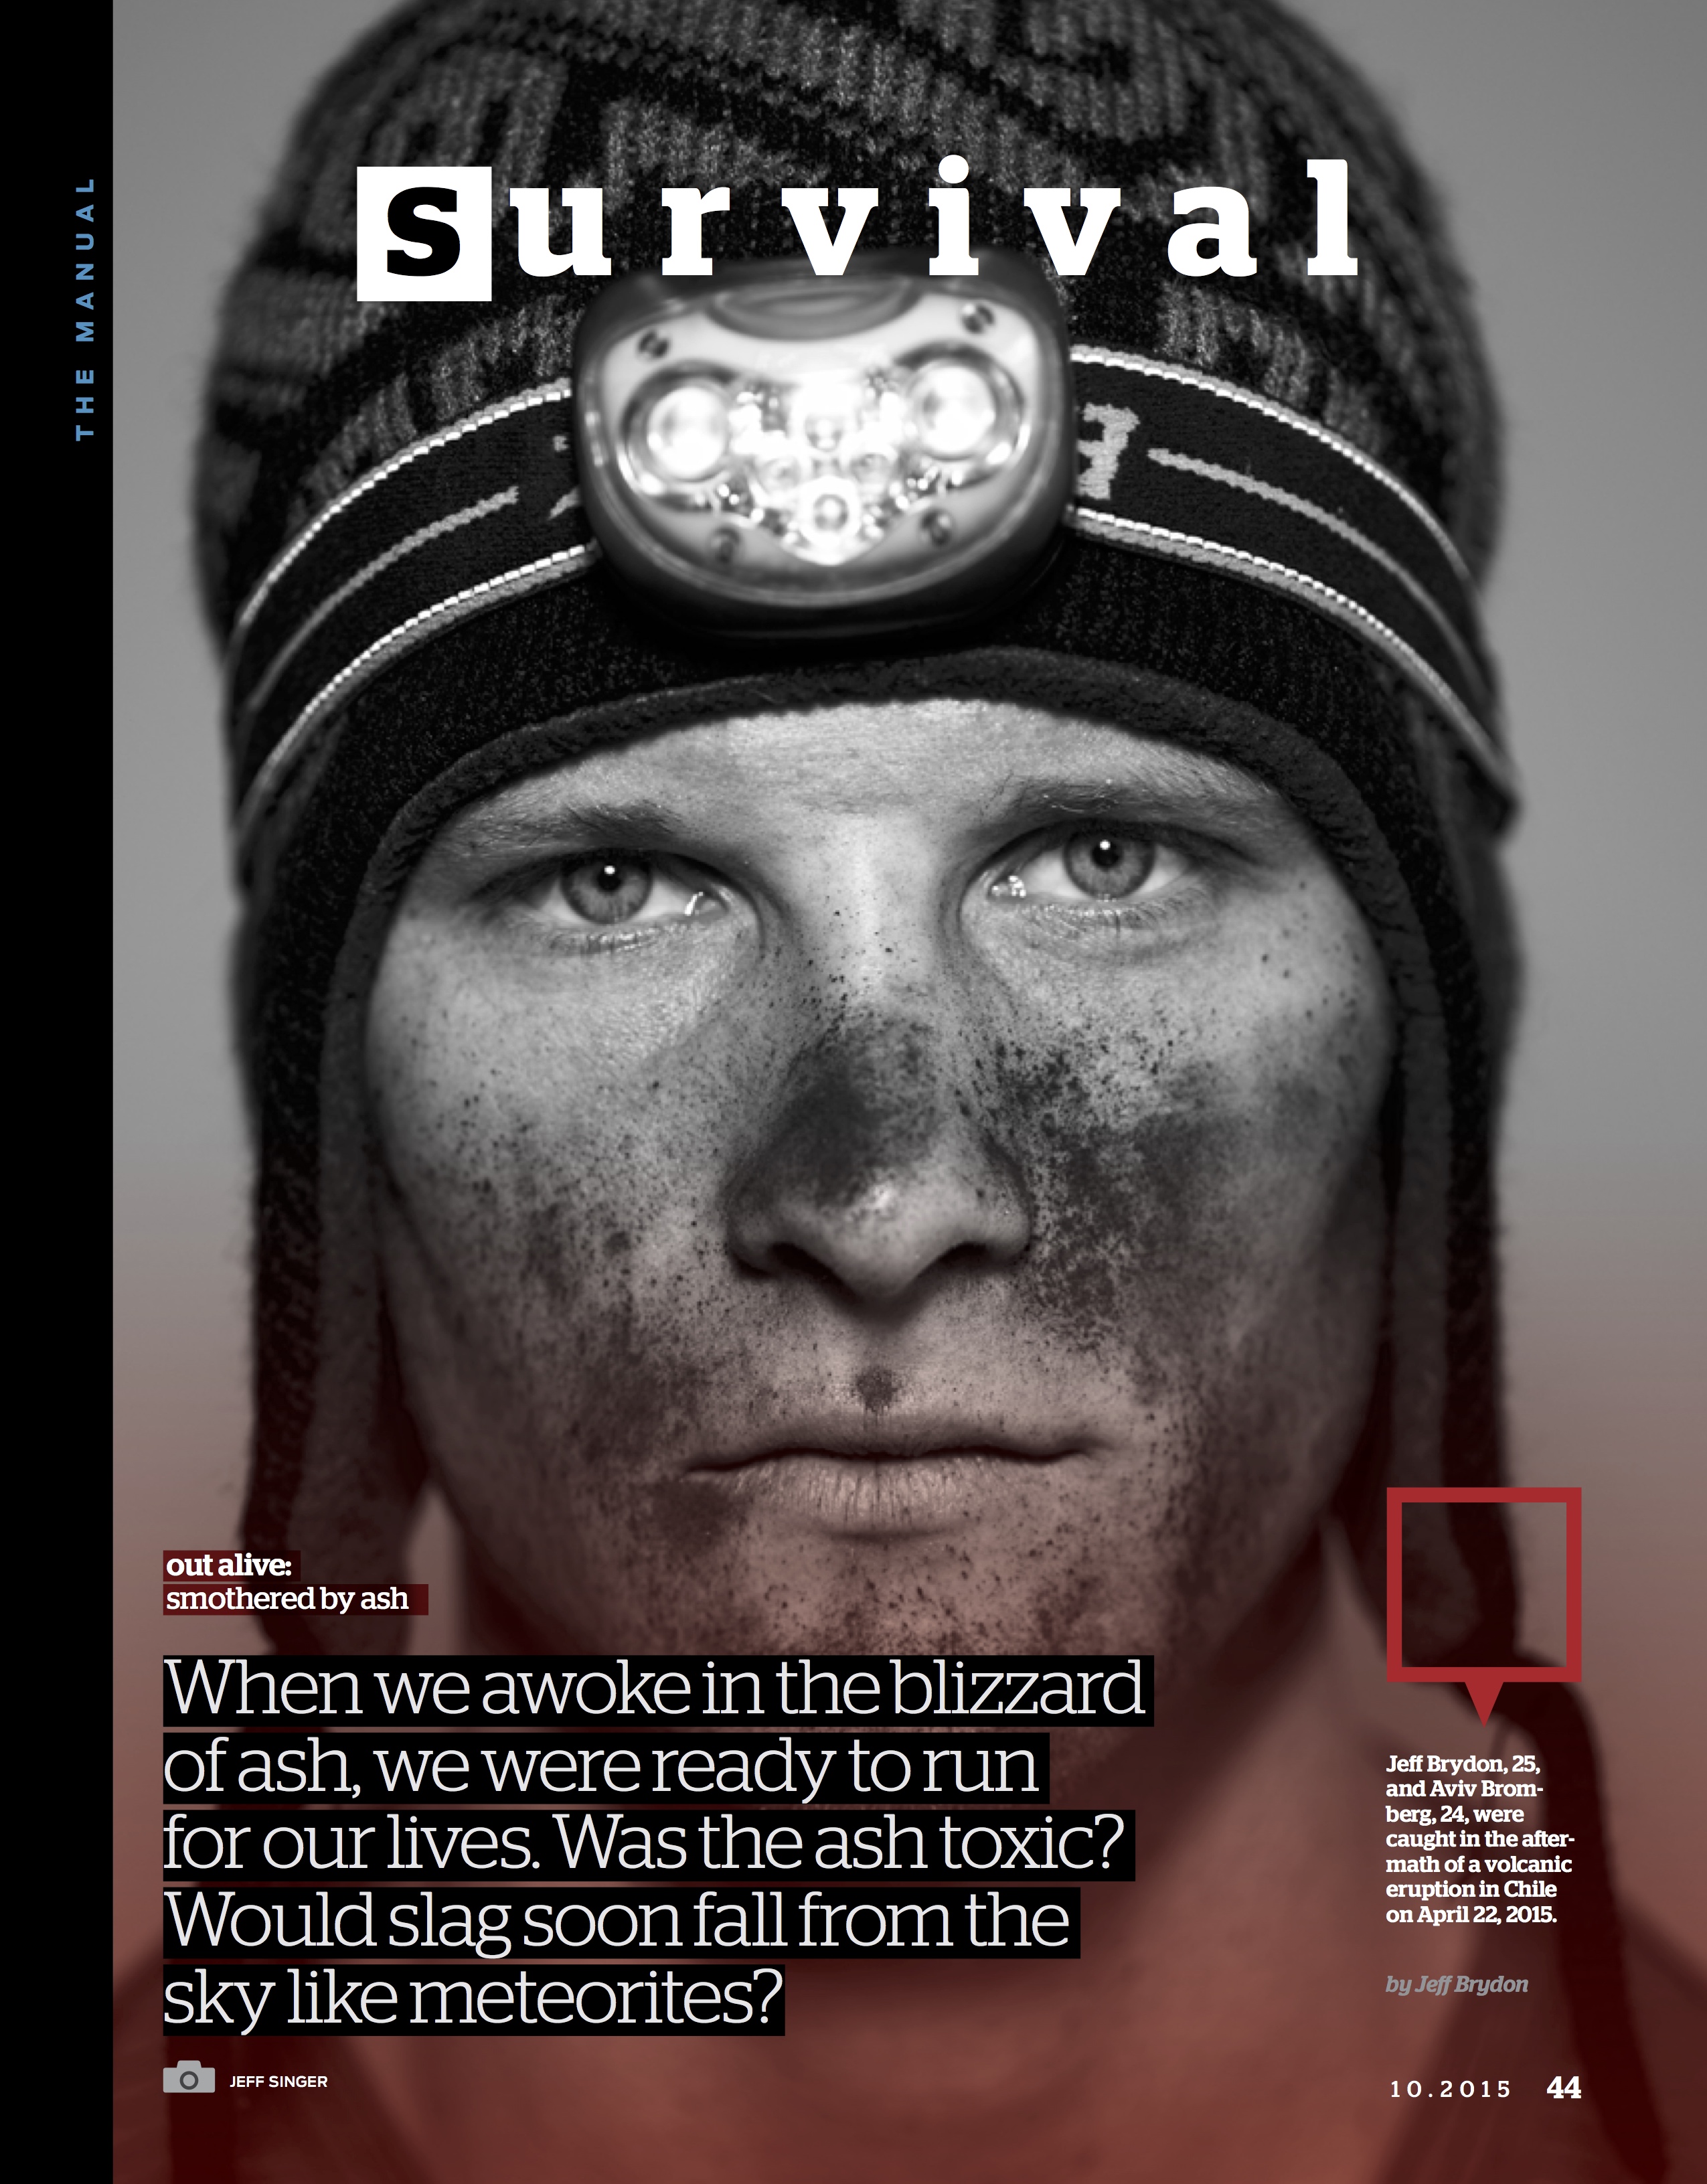 THE MANUAL
survival
out alive:
smothered by ash
When we awoke in the blizzard
of ash, we were ready to run
for our lives. Was the ash toxic?
Would slag soon fall from the
sky like meteorites?
JEFF SINGER
Jeff Brydon, 25,
and Aviv Brom-
berg, 24, were
caught in the after-
math of a volcanic
eruption in Chile
on April 22, 2015.
by Jeff Brydon
10.2015 44